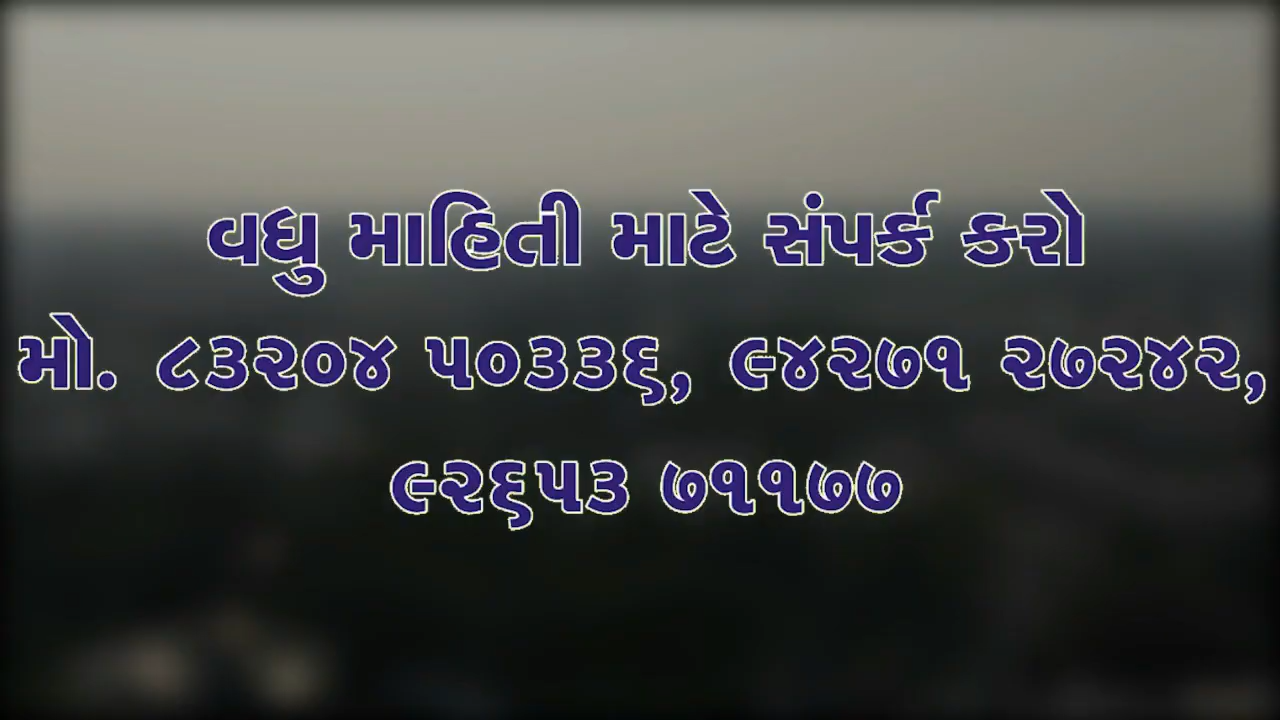 વધુ માહિતી માટે સંપર્ક કરો
મો. ૮૩૨૦૪ ૫૦૩૩૬, ૯૪૨૭૧ ૨૭૨૪૨,
૯૨૬૫૩ ૭૧૧૭૭